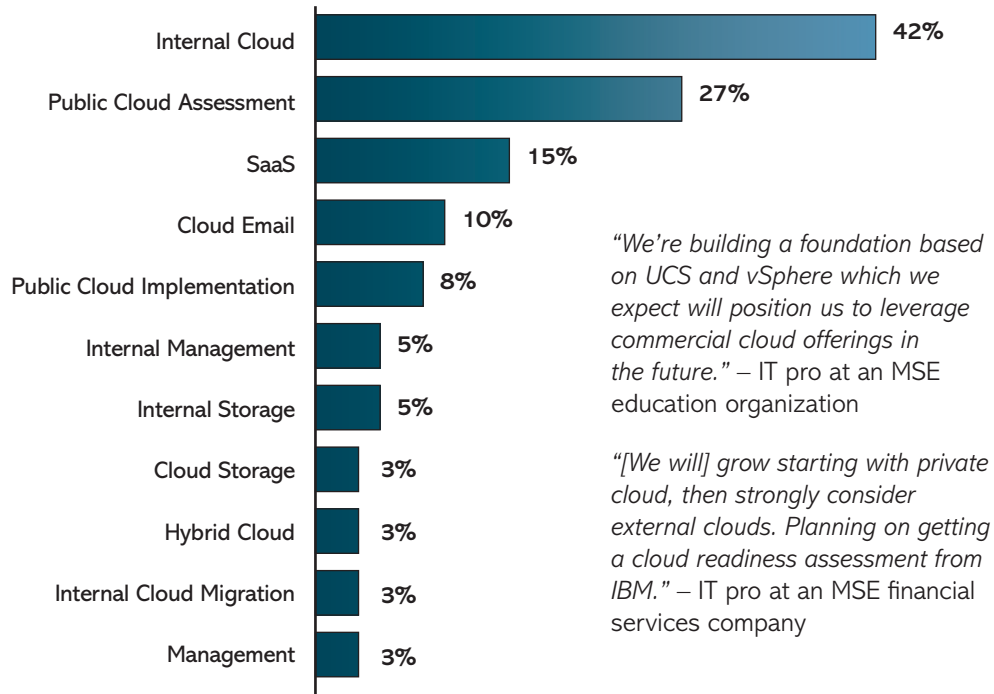 Internal Cloud 42%
Public Cloud Assessment 27%
SaaS 15%
Cloud Email 10%
Public Cloud Implementation 8%
Internal Management 5%
Internal Storage 5%
Cloud Storage 3%
Hybrid Cloud 3%
Internal Cloud Migration 3%
Management 3%
“We’re building a foundation based
on UCS and vSphere which we
expect will position us to leverage
commercial cloud offerings in
the future.” – IT pro at an MSE
education organization
“[We will] grow starting with private
cloud, then strongly consider
external clouds. Planning on getting
a cloud readiness assessment from
IBM.” – IT pro at an MSE financial
services company